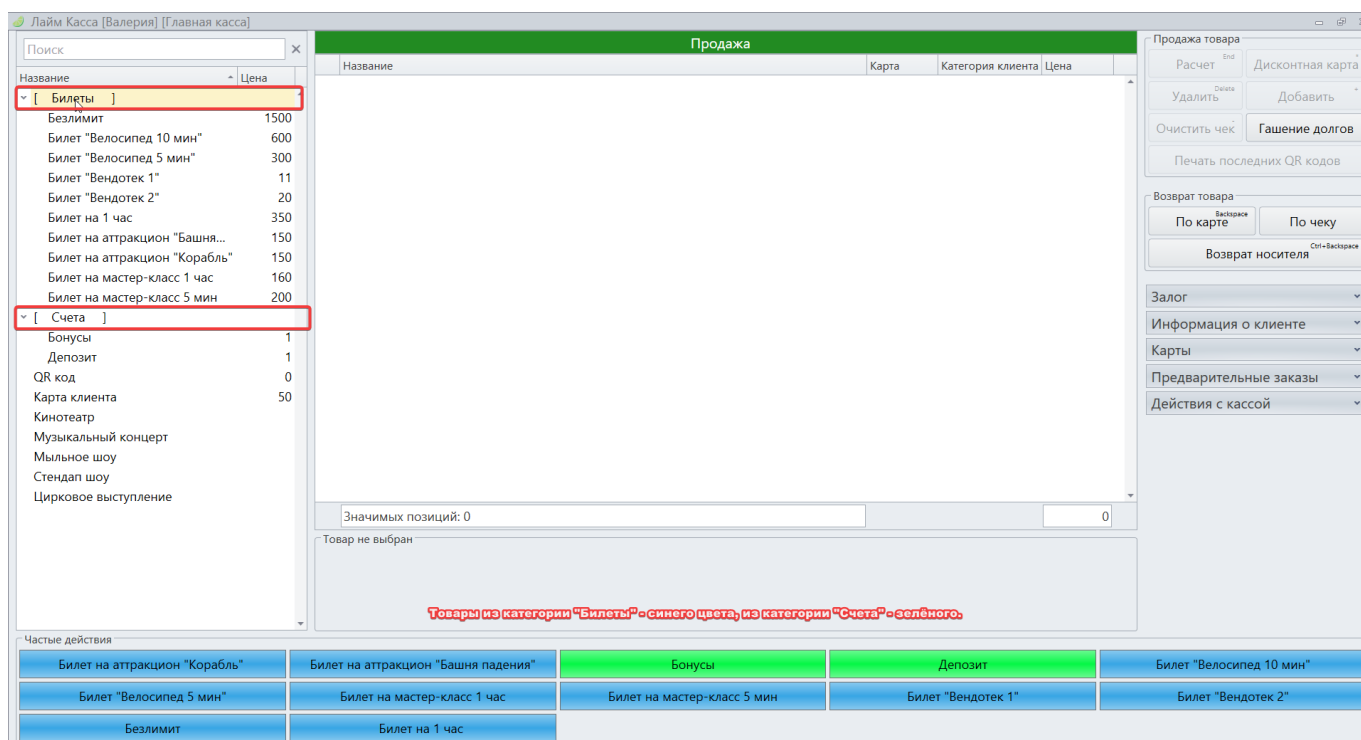 Лайм Касса [Валерия] [Главная касса]
Поиск
Название Цена
[ Билеты ]
Безлимит 1500
Билет "Велосипед 10 мин" 600
Билет "Велосипед 5 мин" 300
Билет "Вендотек 1" 11
Билет "Вендотек 2" 20
Билет на 1 час 350
Билет на аттракцион "Башня... 150
Билет на аттракцион "Корабль" 150
Билет на мастер-класс 1 час 160
Билет на мастер-класс 5 мин 200
[ Счета ]
Бонусы 1
Депозит 1
QR код 0
Карта клиента 50
Кинотеатр
Музыкальный концерт
Мыльное шоу
Стендап шоу
Цирковое выступление
Продажа
Название Карта Категория клиента Цена
Значимых позиций: 0 0
Товар не выбран
Товары из категории "Билеты" - синего цвета, из категории "Счета" - зелёного.
Продажа товара
Расчет End Дисконтная карта *
Удалить Delete Добавить +
Очистить чек - Гашение долгов
Печать последних QR кодов
Возврат товара
По карте Backspace По чеку
Возврат носителя Ctrl+Backspace
Залог
Информация о клиенте
Карты
Предварительные заказы
Действия с кассой
Частые действия
Билет на аттракцион "Корабль" Билет на аттракцион "Башня падения" Бонусы Депозит Билет "Велосипед 10 мин"
Билет "Велосипед 5 мин" Билет на мастер-класс 1 час Билет на мастер-класс 5 мин Билет "Вендотек 1" Билет "Вендотек 2"
Безлимит Билет на 1 час